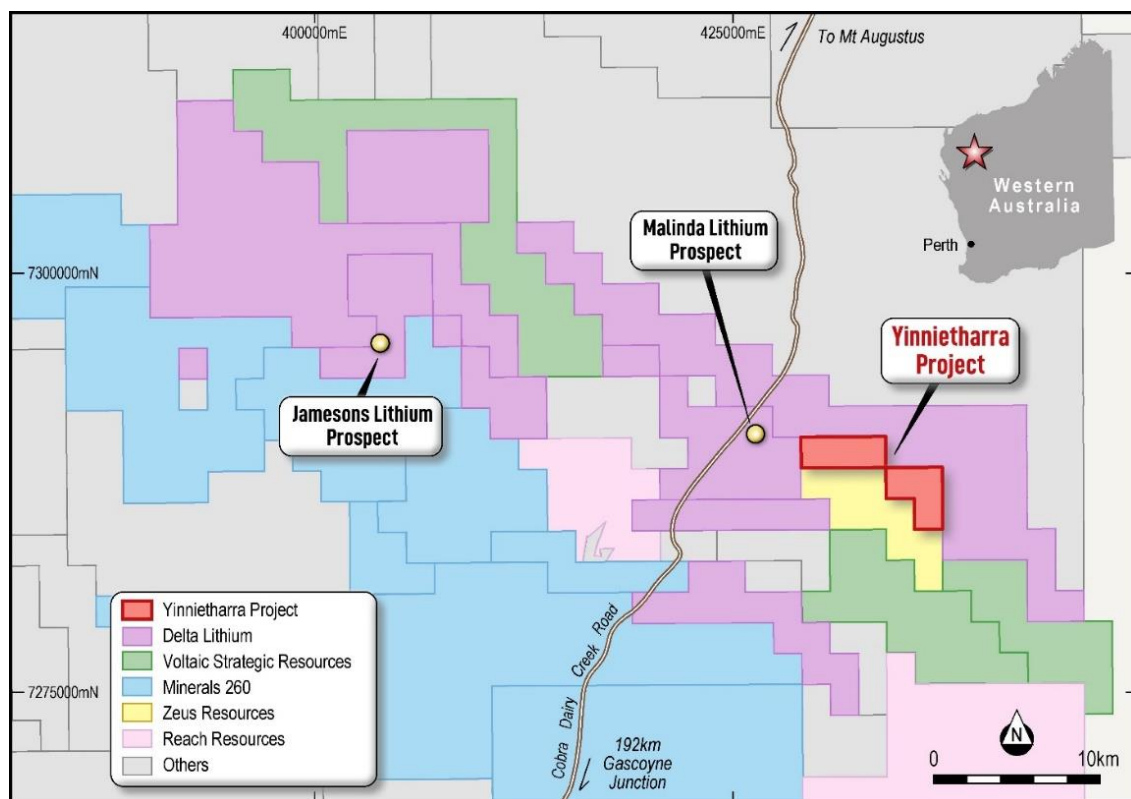 400000mE
425000mE
To Mt Augustus
Western
Australia
Perth
Malinda Lithium
Prospect
7300000mN
Yinnietharra
Project
Jamesons Lithium
Prospect
Cobra Dairy Creek Road
Yinnietharra Project
Delta Lithium
Voltaic Strategic Resources
Minerals 260
Zeus Resources
Reach Resources
Others
7275000mN
192km
Gascoyne
Junction
N
0 10km